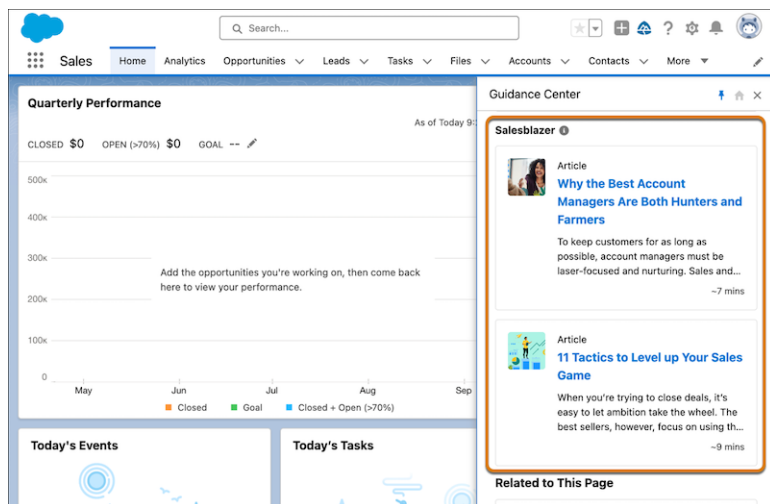 Search...
Sales
Home
Analytics
Opportunities
Leads
Tasks
Files
Accounts
Contacts
More
Quarterly Performance
As of Today 9:
CLOSED $0 OPEN (>70%) $0 GOAL --
500K
400K
300K
200K
100K
0
Add the opportunities you're working on, then come back
here to view your performance.
May Jun Jul Aug Sep
Closed Goal Closed + Open (>70%)
Today's Events
Today's Tasks
Guidance Center
Salesblazer
Article
Why the Best Account
Managers Are Both Hunters and
Farmers
To keep customers for as long as
possible, account managers must be
laser-focused and nurturing. Sales and...
~7 mins
Article
11 Tactics to Level up Your Sales
Game
When you're trying to close deals, it's
easy to let ambition take the wheel. The
best sellers, however, focus on using th...
~9 mins
Related to This Page